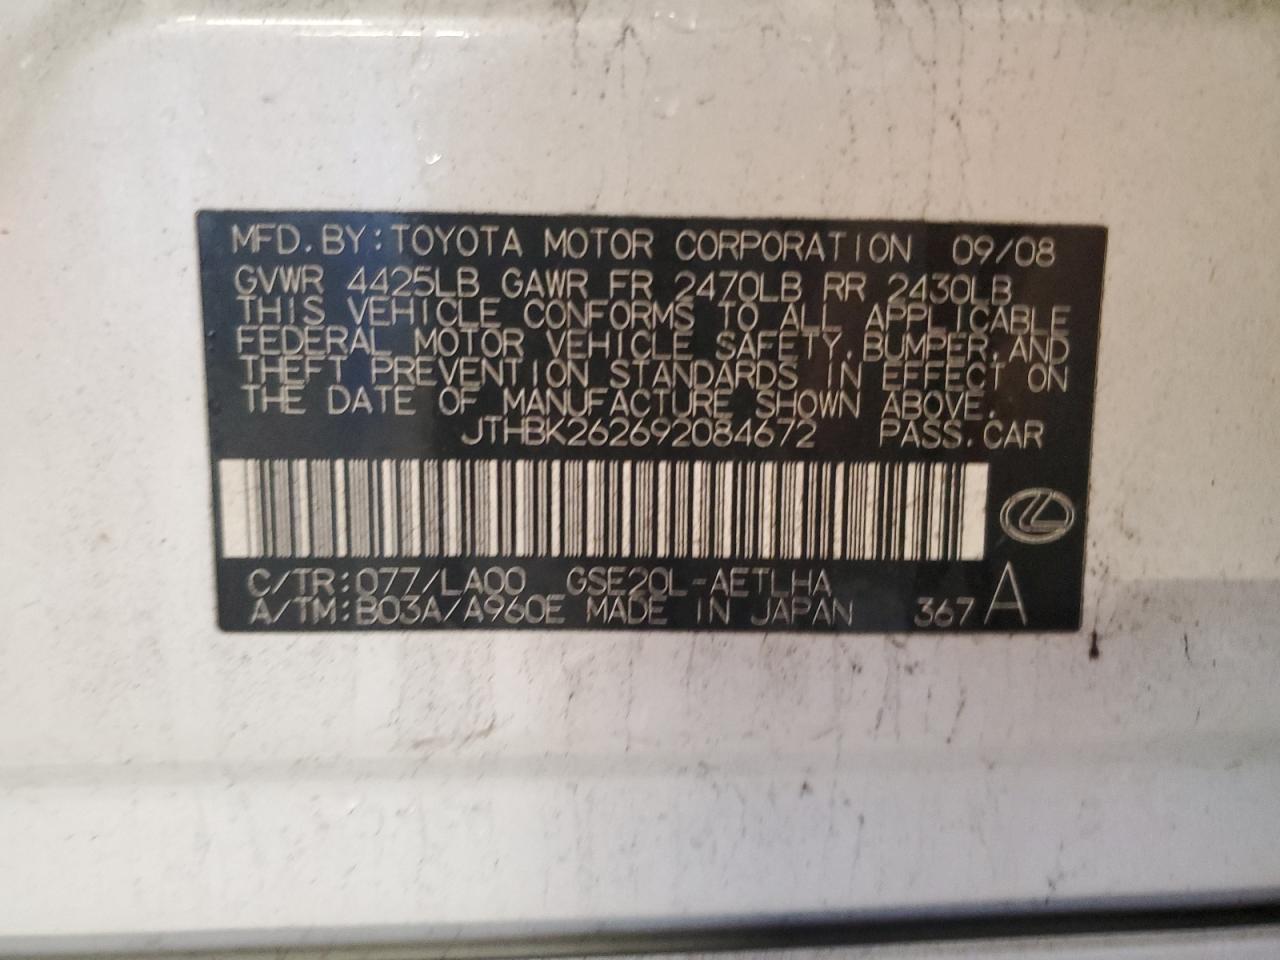 MFD. BY: TOYOTA MOTOR CORPORATION 09/08
GVWR 4425LB GAWR FR 2470LB RR 2430LB
THIS VEHICLE CONFORMS TO ALL APPLICABLE
FEDERAL MOTOR VEHICLE SAFETY, BUMPER, AND
THEFT PREVENTION STANDARDS IN EFFECT ON
THE DATE OF MANUFACTURE SHOWN ABOVE.
JTHBK262692084672 PASS. CAR
C/TR: 077/LA00 GSE20L-AETLHA
A/TM: B03A/A960E MADE IN JAPAN 367 A